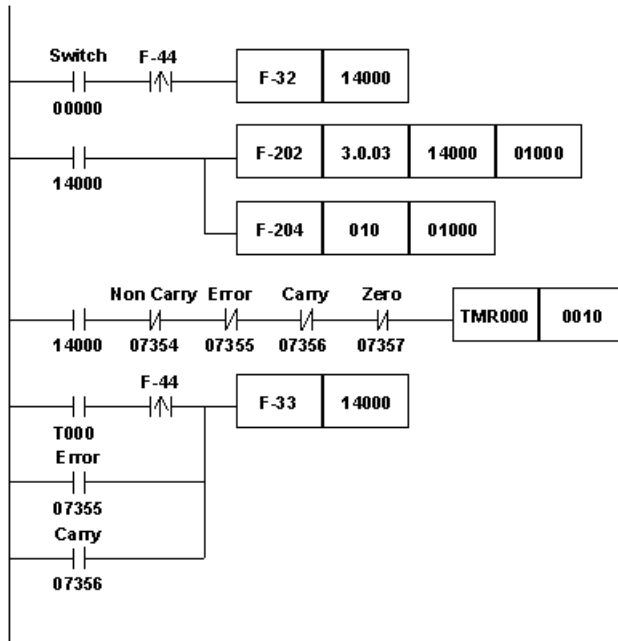 Switch F-44
F-32 14000
00000
F-202 3.0.03 14000 01000
14000
F-204 010 01000
Non Carry Error Carry Zero
TMR000 0010
14000 07354 07355 07356 07357
F-44
F-33 14000
T000
Error
07355
Carry
07356